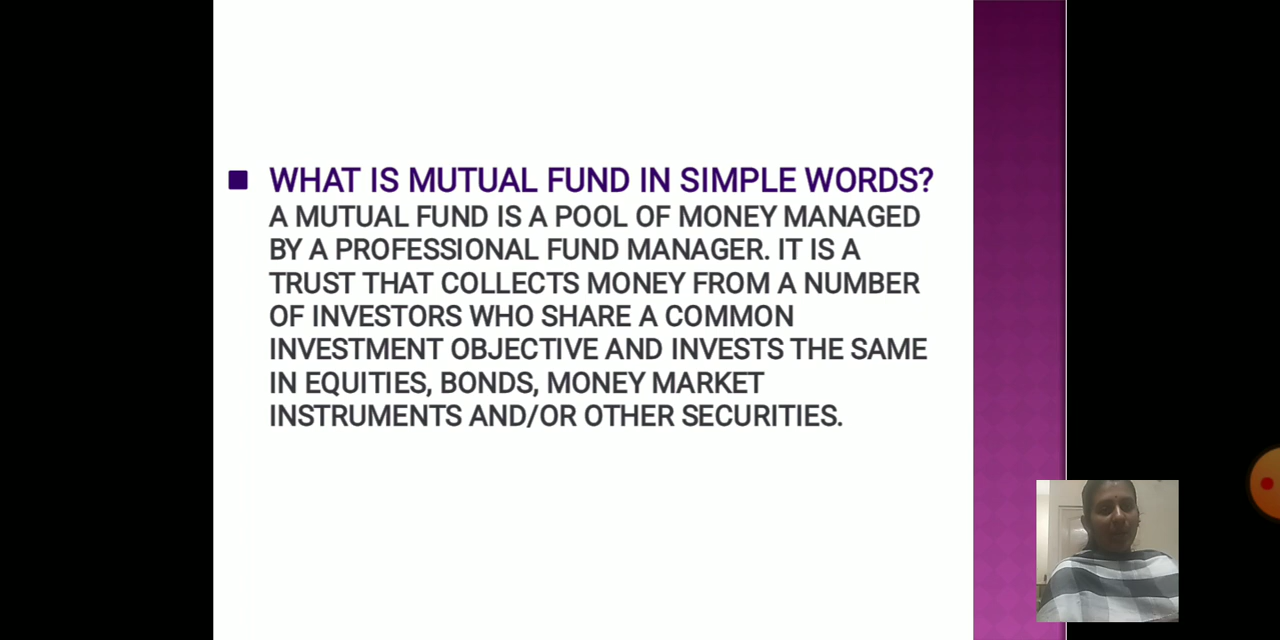 WHAT IS MUTUAL FUND IN SIMPLE WORDS?
A MUTUAL FUND IS A POOL OF MONEY MANAGED
BY A PROFESSIONAL FUND MANAGER. IT IS A
TRUST THAT COLLECTS MONEY FROM A NUMBER
OF INVESTORS WHO SHARE A COMMON
INVESTMENT OBJECTIVE AND INVESTS THE SAME
IN EQUITIES, BONDS, MONEY MARKET
INSTRUMENTS AND/OR OTHER SECURITIES.